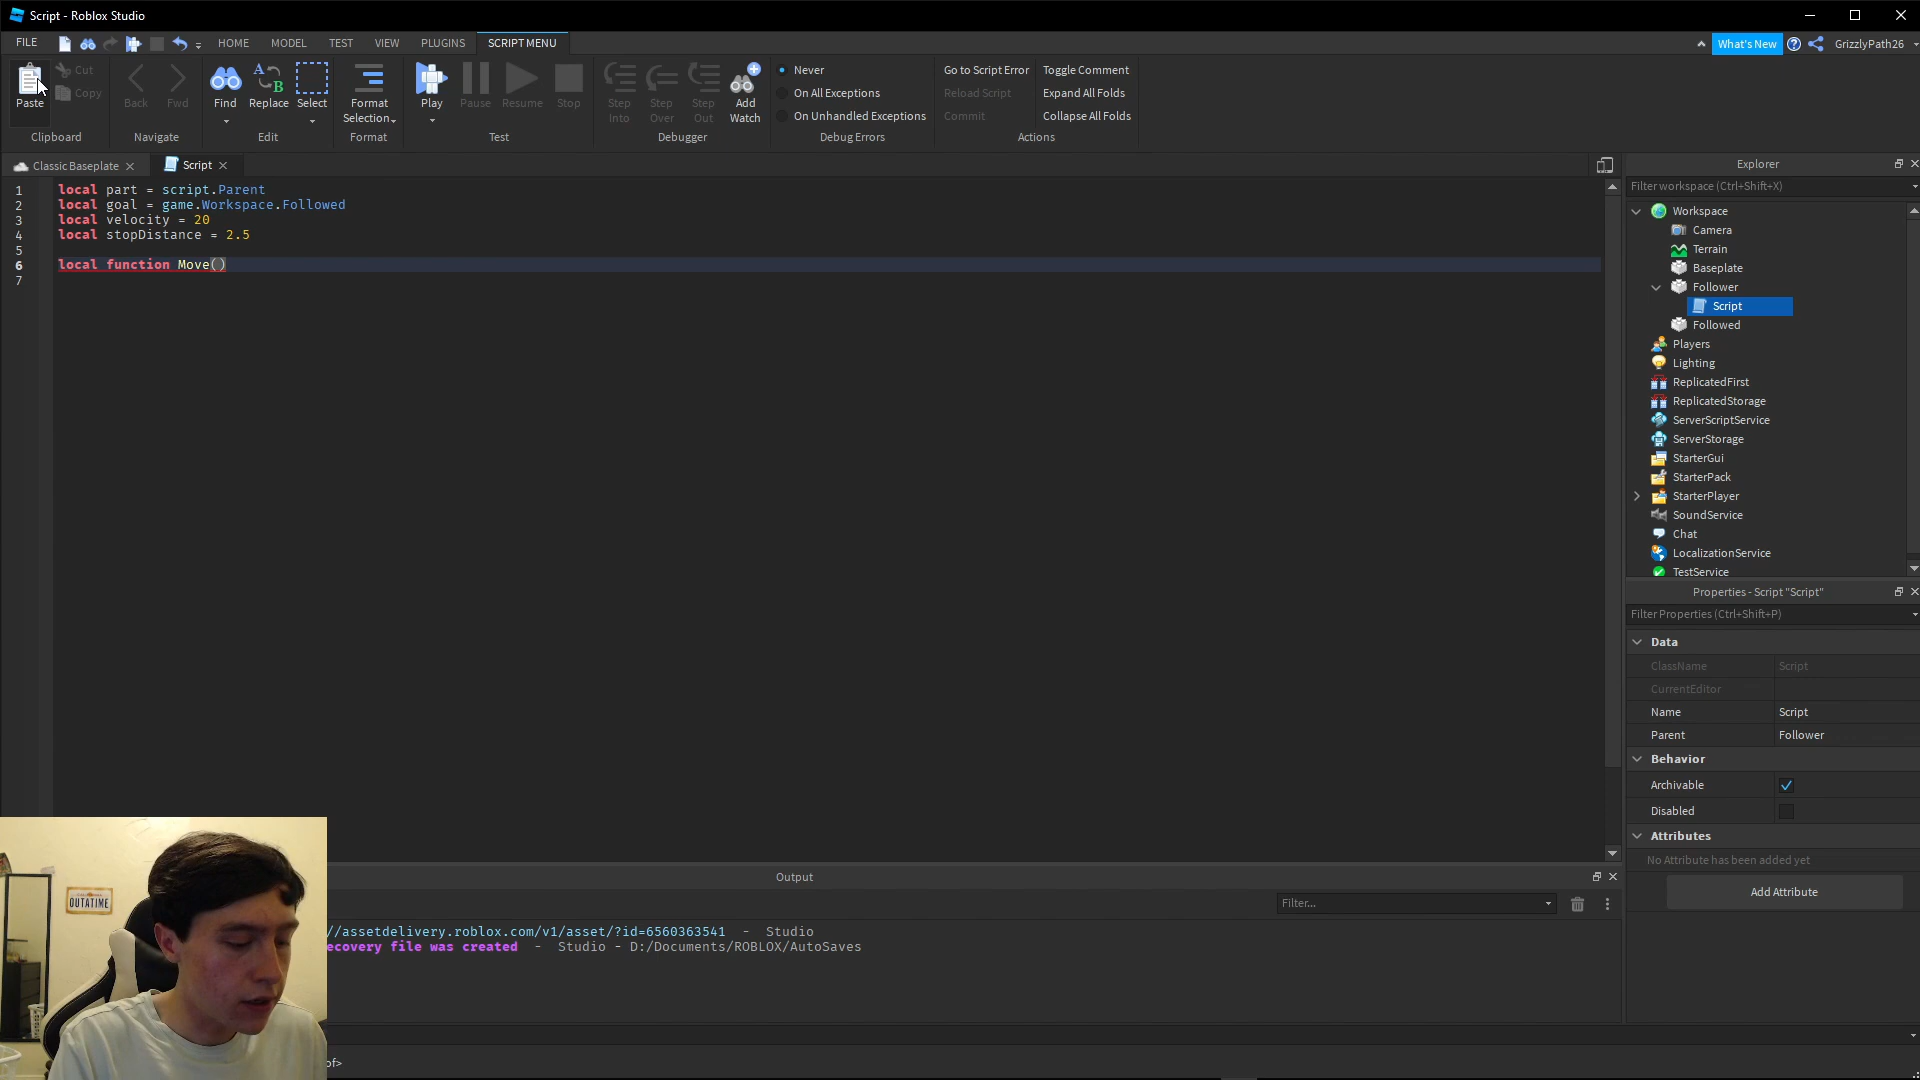 Script - Roblox Studio
FILE HOME MODEL TEST VIEW PLUGINS SCRIPT MENU What's New GrizzlyPath26
Paste Cut Copy Back Fwd Find Replace Select Format Selection Play Pause Resume Stop Step Into Step Over Step Out Add Watch
Never
On All Exceptions
On Unhandled Exceptions
Go to Script Error
Reload Script
Commit
Toggle Comment
Expand All Folds
Collapse All Folds
Clipboard Navigate Edit Format Test Debugger Debug Errors Actions
Classic Baseplate Script
1 local part = script.Parent
2 local goal = game.Workspace.Followed
3 local velocity = 20
4 local stopDistance = 2.5
5
6 local function Move()
7
Explorer
Filter workspace (Ctrl+Shift+X)
Workspace
Camera
Terrain
Baseplate
Follower
Script
Followed
Players
Lighting
ReplicatedFirst
ReplicatedStorage
ServerScriptService
ServerStorage
StarterGui
StarterPack
StarterPlayer
SoundService
Chat
LocalizationService
TestService
Properties - Script "Script"
Filter Properties (Ctrl+Shift+P)
Data
ClassName Script
CurrentEditor
Name Script
Parent Follower
Behavior
Archivable
Disabled
Attributes
No Attribute has been added yet
Add Attribute
Output
Filter...
//assetdelivery.roblox.com/v1/asset/?id=6560363541 - Studio
ecovery file was created - Studio - D:/Documents/ROBLOX/AutoSaves
of>
OUTATIME